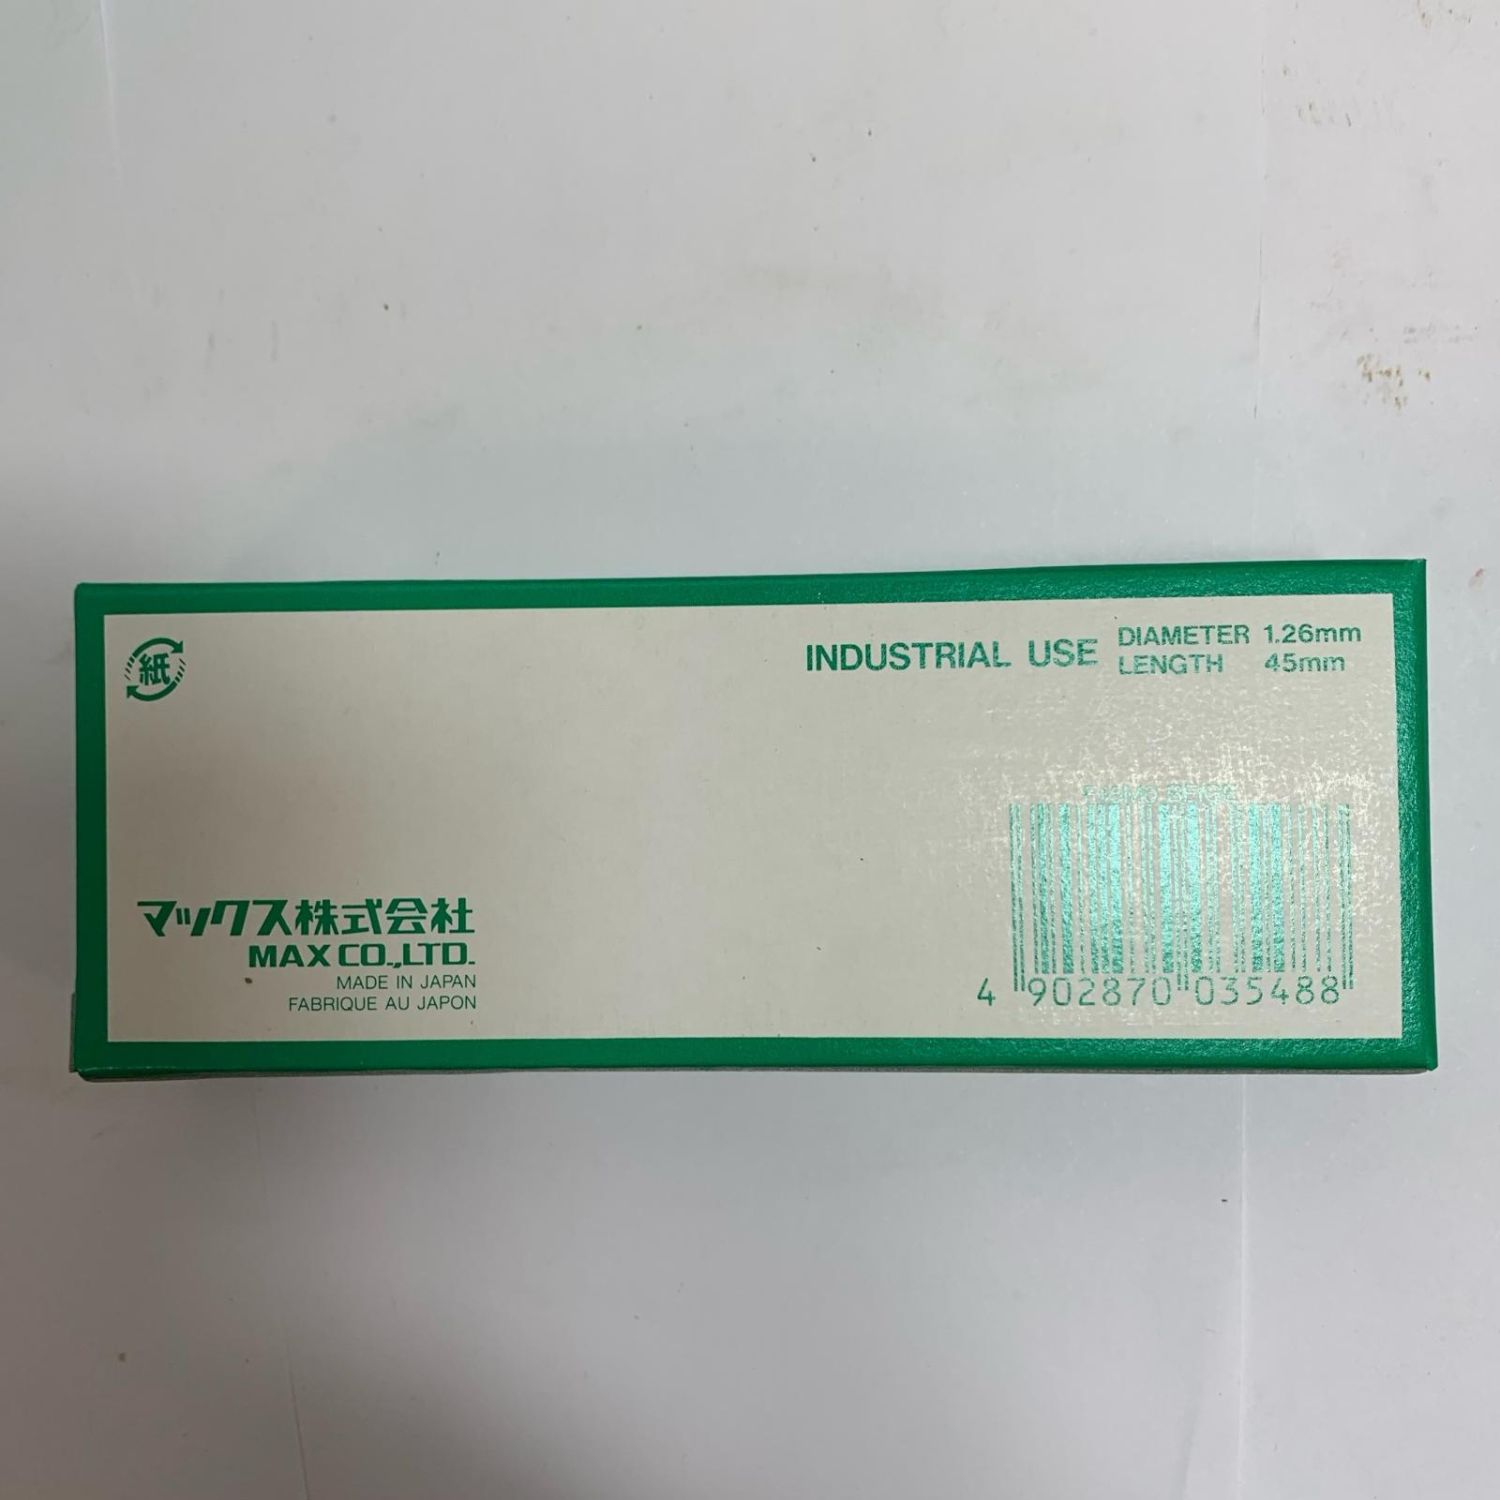 紙
INDUSTRIAL USE
DIAMETER 1.26mm
LENGTH 45mm
マックス株式会社
MAX CO.,LTD.
MADE IN JAPAN
FABRIQUE AU JAPON
4 902870 035488